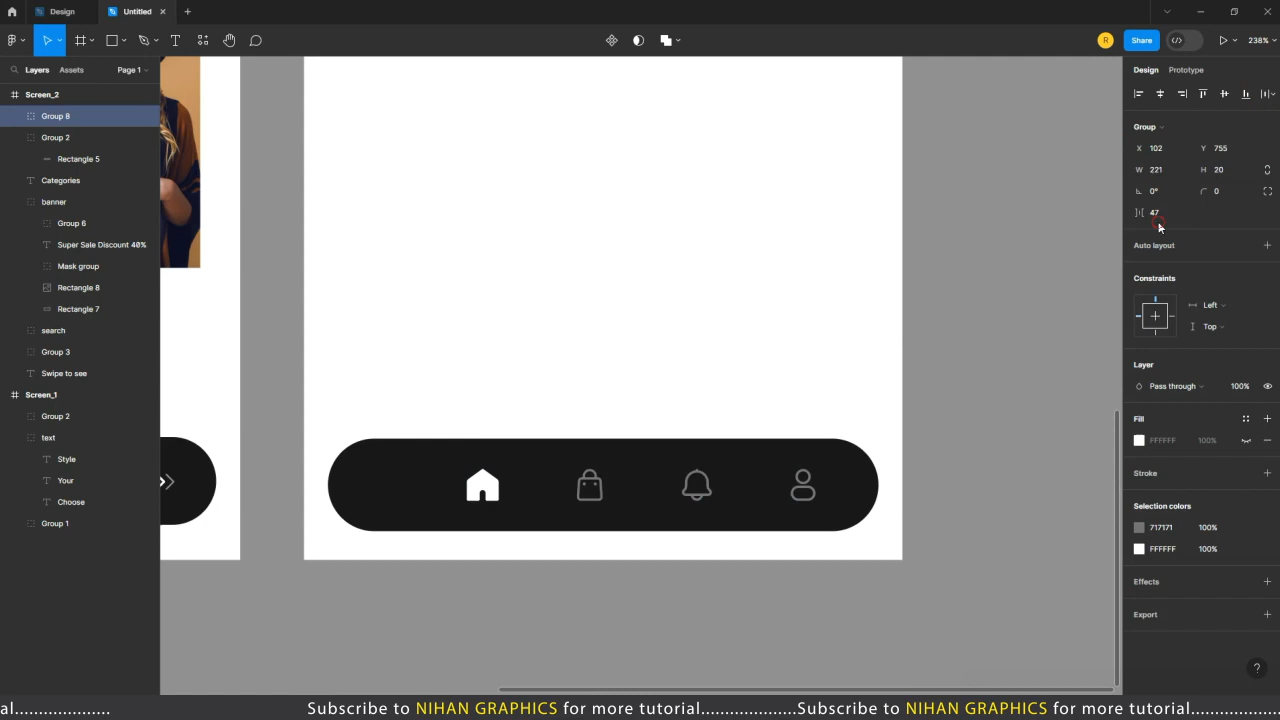 Design
Untitled
R
Share
238%
Layers
Assets
Page 1
Screen_2
Group 8
Group 2
Rectangle 5
Categories
banner
Group 6
Super Sale Discount 40%
Mask group
Rectangle 8
Rectangle 7
search
Group 3
Swipe to see
Screen_1
Group 2
text
Style
Your
Choose
Group 1
Design
Prototype
Group
X 102 Y 755
W 221 H 20
0° 0
47
Auto layout
Constraints
Left
Top
Layer
Pass through 100%
Fill
FFFFFF 100%
Stroke
Selection colors
717171 100%
FFFFFF 100%
Effects
Export
?
al.................... Subscribe to NIHAN GRAPHICS for more tutorial....................Subscribe to NIHAN GRAPHICS for more tutorial....................